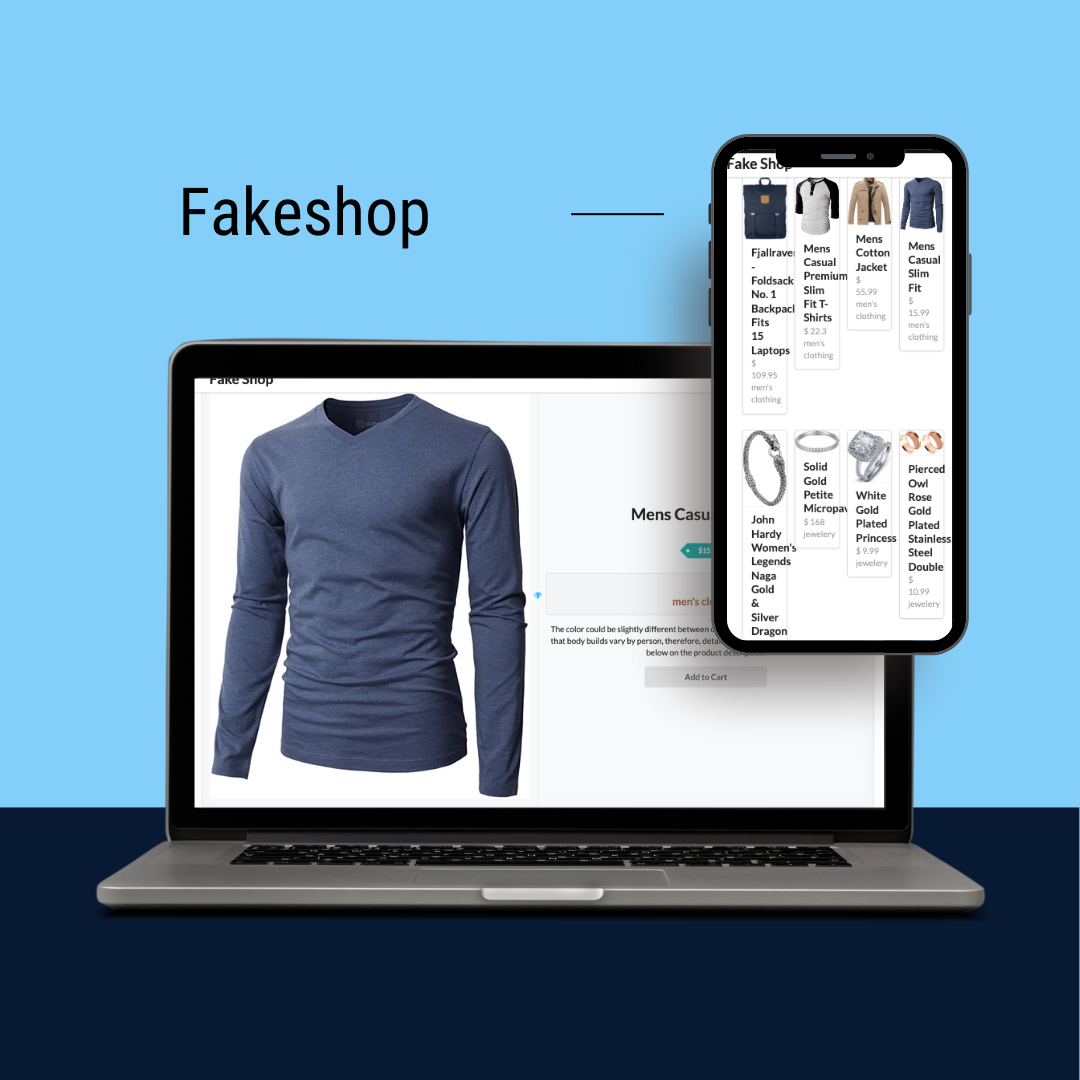 Fakeshop
Fake Shop
Fjallraver
-
Foldsack
No. 1
Backpack
Fits
15
Laptops
$
109.95
men's
clothing
Mens
Casual
Premium
Slim
Fit T-
Shirts
$ 22.3
men's
clothing
Mens
Cotton
Jacket
$
55.99
men's
clothing
Mens
Casual
Slim
Fit
$
15.99
men's
clothing
John
Hardy
Women's
Legends
Naga
Gold
&
Silver
Dragon
Solid
Gold
Petite
Micropav
$ 168
jewelery
White
Gold
Plated
Princess
$ 9.99
jewelery
Pierced
Owl
Rose
Gold
Plated
Stainless
Steel
Double
$
10.99
jewelery
Fake Shop
Mens Casu
$15.
men's clo
The color could be slightly different between
that body builds vary by person, therefore, detai
below on the product
Add to Cart